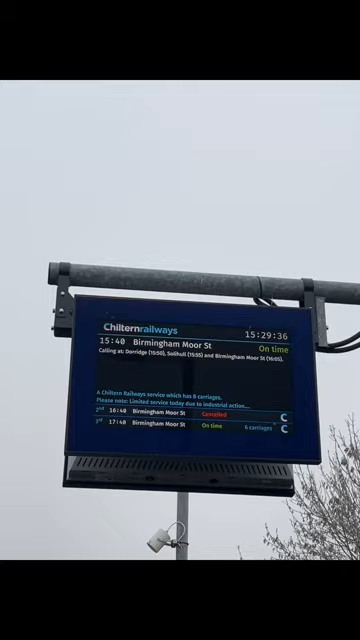 Chilternrailways 15:29:36
15:40 Birmingham Moor St On time
Calling at: Dorridge (15:50), Solihull (15:55) and Birmingham Moor St (16:05).
A Chiltern Railways service which has 8 carriages.
Please note: Limited service today due to industrial action....
2nd 16:40 Birmingham Moor St Cancelled C
3rd 17:40 Birmingham Moor St On time 6 carriages C